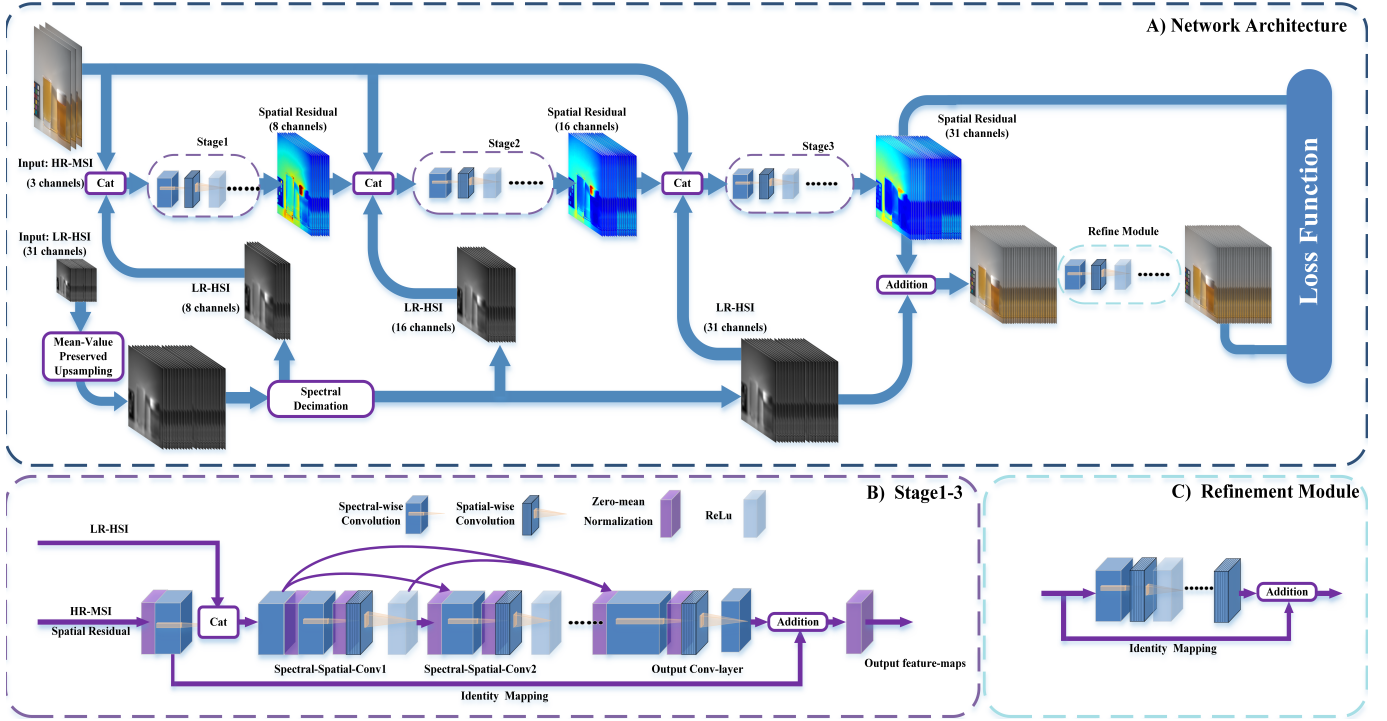 A) Network Architecture
Input: HR-MSI
(3 channels)
Cat
Stage1
Spatial Residual
(8 channels)
Cat
Stage2
Spatial Residual
(16 channels)
Cat
Stage3
Spatial Residual
(31 channels)
Loss Function
Input: LR-HSI
(31 channels)
LR-HSI
(8 channels)
LR-HSI
(16 channels)
LR-HSI
(31 channels)
Addition
Refine Module
Mean-Value
Preserved
Upsampling
Spectral
Decimation
B) Stage1-3
Spectral-wise
Convolution
Spatial-wise
Convolution
Zero-mean
Normalization
ReLu
LR-HSI
HR-MSI
Spatial Residual
Cat
Spectral-Spatial-Conv1
Spectral-Spatial-Conv2
Output Conv-layer
Addition
Output feature-maps
Identity Mapping
C) Refinement Module
Addition
Identity Mapping